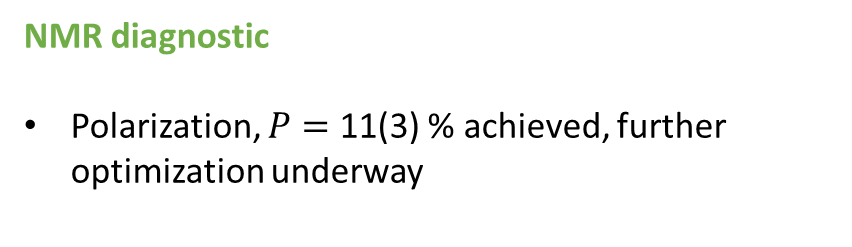 NMR diagnostic
• Polarization, 𝑃 = 11(3) % achieved, further
optimization underway